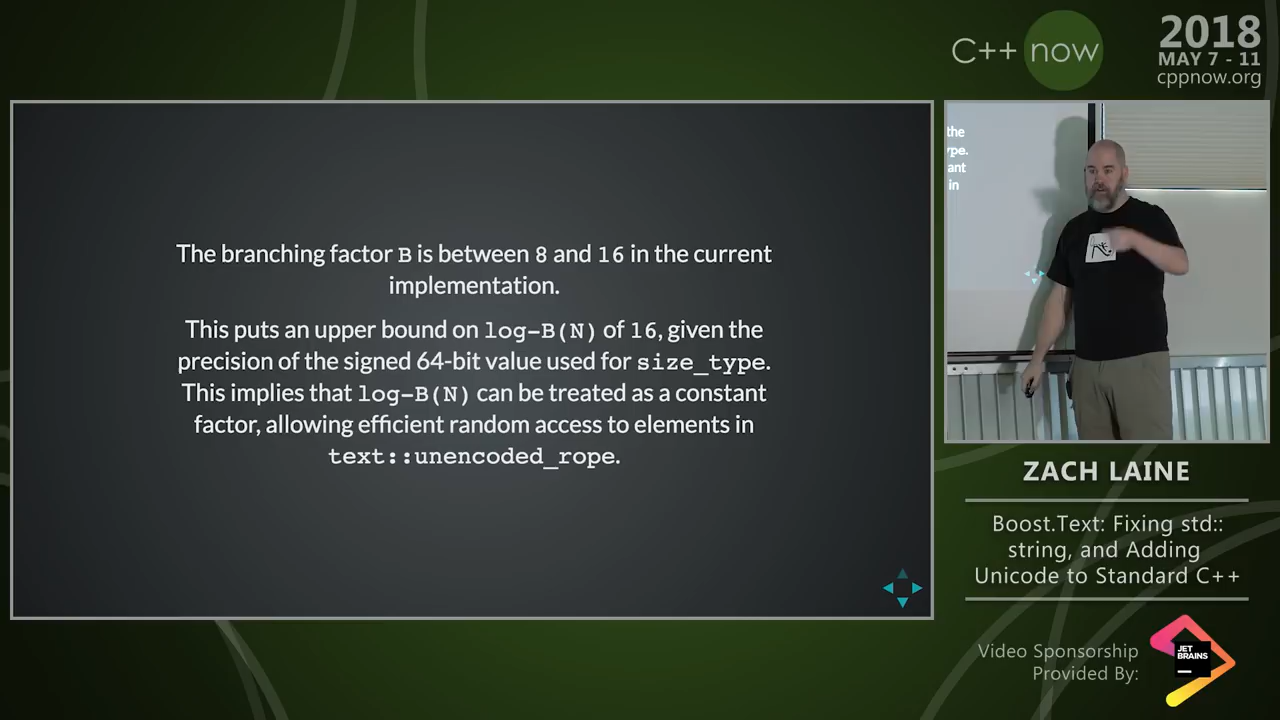 C++ now
2018
MAY 7 - 11
cppnow.org
The branching factor B is between 8 and 16 in the current
implementation.
This puts an upper bound on log-B(N) of 16, given the
precision of the signed 64-bit value used for size_type.
This implies that log-B(N) can be treated as a constant
factor, allowing efficient random access to elements in
text::unencoded_rope.
the
ype.
ant
in
ZACH LAINE
Boost.Text: Fixing std::
string, and Adding
Unicode to Standard C++
Video Sponsorship
Provided By:
JET
BRAINS